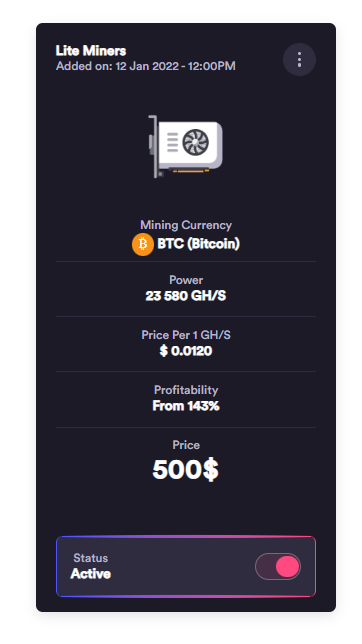 Lite Miners
Added on: 12 Jan 2022 - 12:00PM
Mining Currency
BTC (Bitcoin)
Power
23 580 GH/S
Price Per 1 GH/S
$ 0.0120
Profitability
From 143%
Price
500$
Status
Active